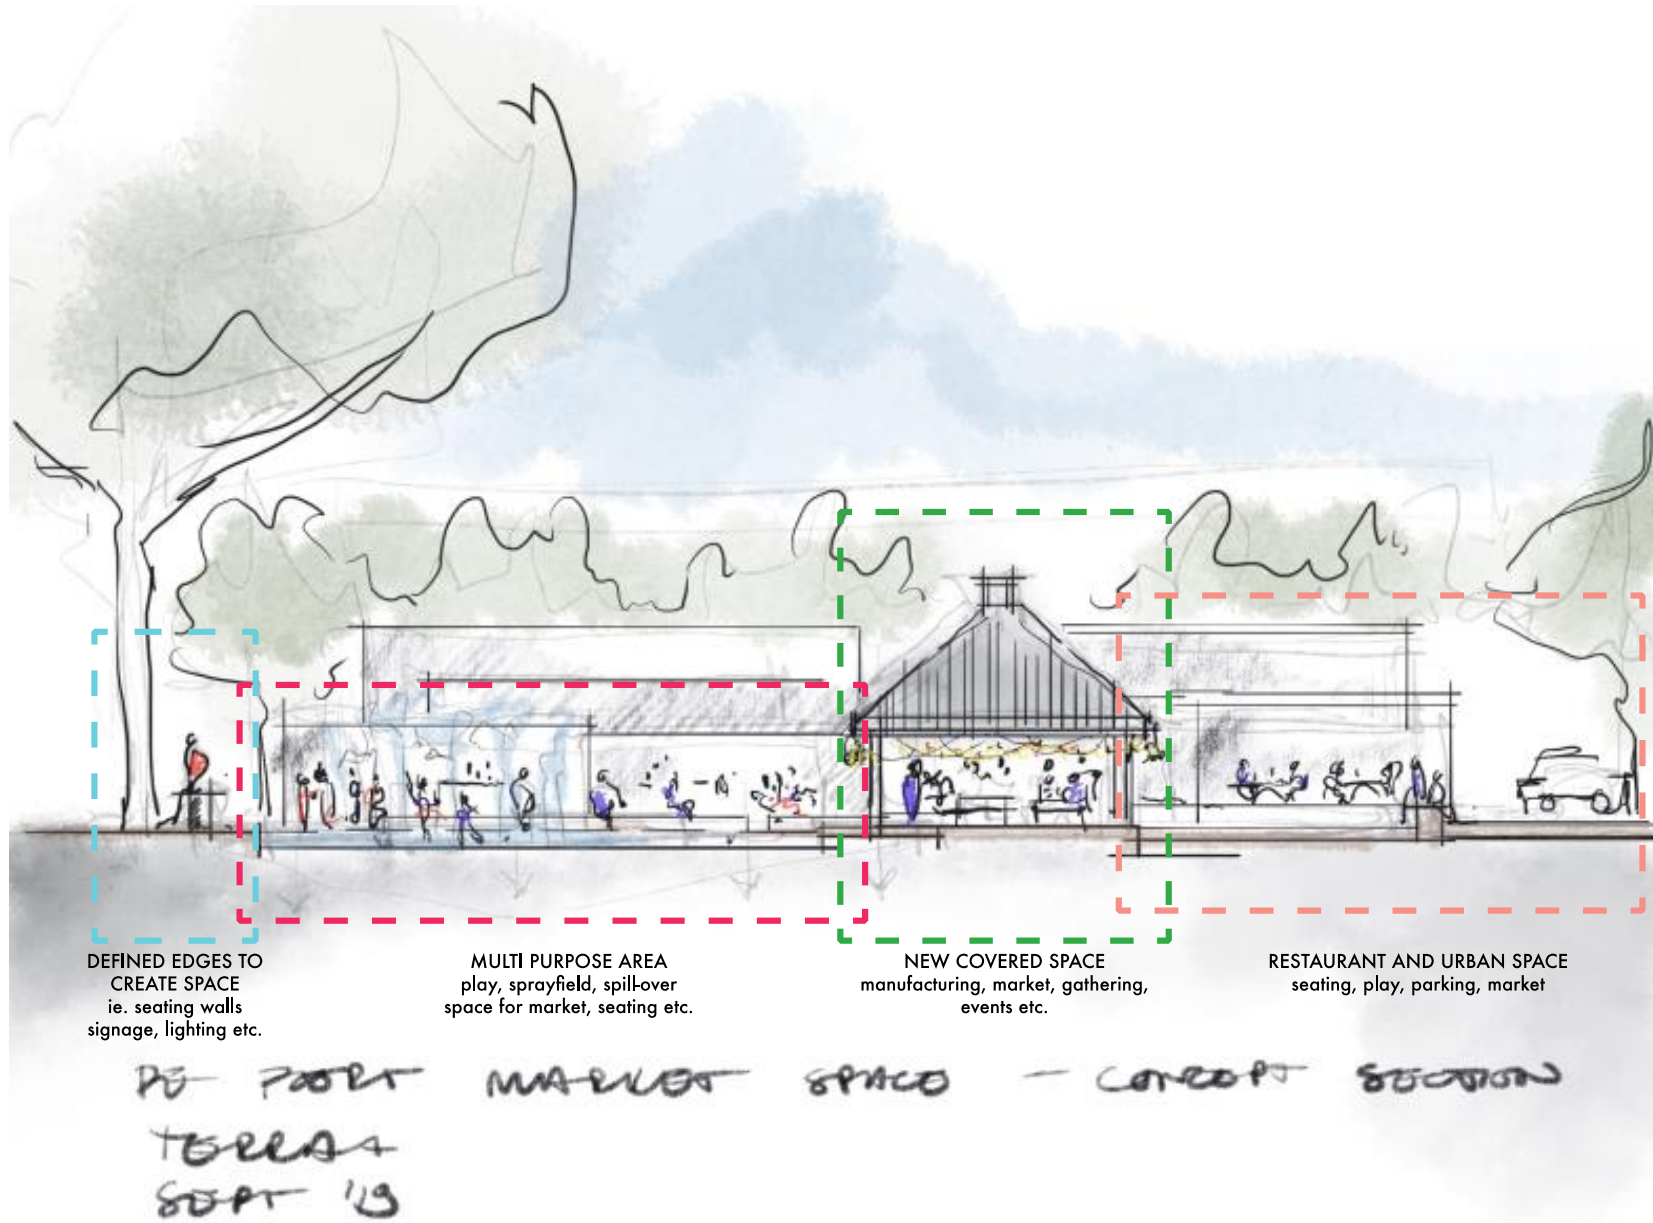 DEFINED EDGES TO
CREATE SPACE
ie. seating walls
signage, lighting etc.
MULTI PURPOSE AREA
play, sprayfield, spill-over
space for market, seating etc.
NEW COVERED SPACE
manufacturing, market, gathering,
events etc.
RESTAURANT AND URBAN SPACE
seating, play, parking, market
DE POORT MARKET SPACE - CONCEPT SECTION
TERRA+
SEPT '19